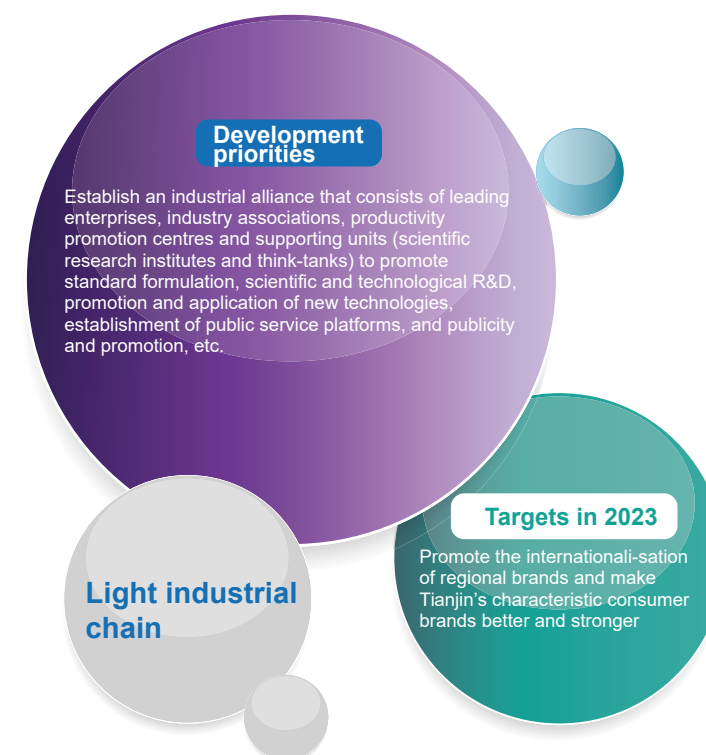 Development
priorities
Establish an industrial alliance that consists of leading
enterprises, industry associations, productivity
promotion centres and supporting units (scientific
research institutes and think-tanks) to promote
standard formulation, scientific and technological R&D,
promotion and application of new technologies,
establishment of public service platforms, and publicity
and promotion, etc.
Targets in 2023
Promote the internationali-sation
of regional brands and make
Tianjin’s characteristic consumer
brands better and stronger
Light industrial
chain